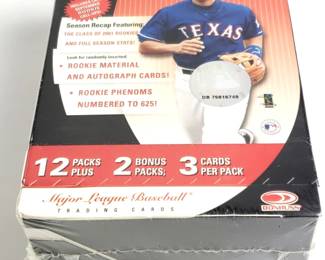 Season Recap Featuring:
THE CLASS OF 2001 ROOKIES
AND FULL SEASON STATS!
Look for randomly inserted:
• ROOKIE MATERIAL
AND AUTOGRAPH CARDS!
• ROOKIE PHENOMS
NUMBERED TO 625!
TEXAS
12 PACKS PLUS 2 BONUS PACKS; 3 CARDS PER PACK
Major League Baseball
TRADING CARDS
DONRUSS